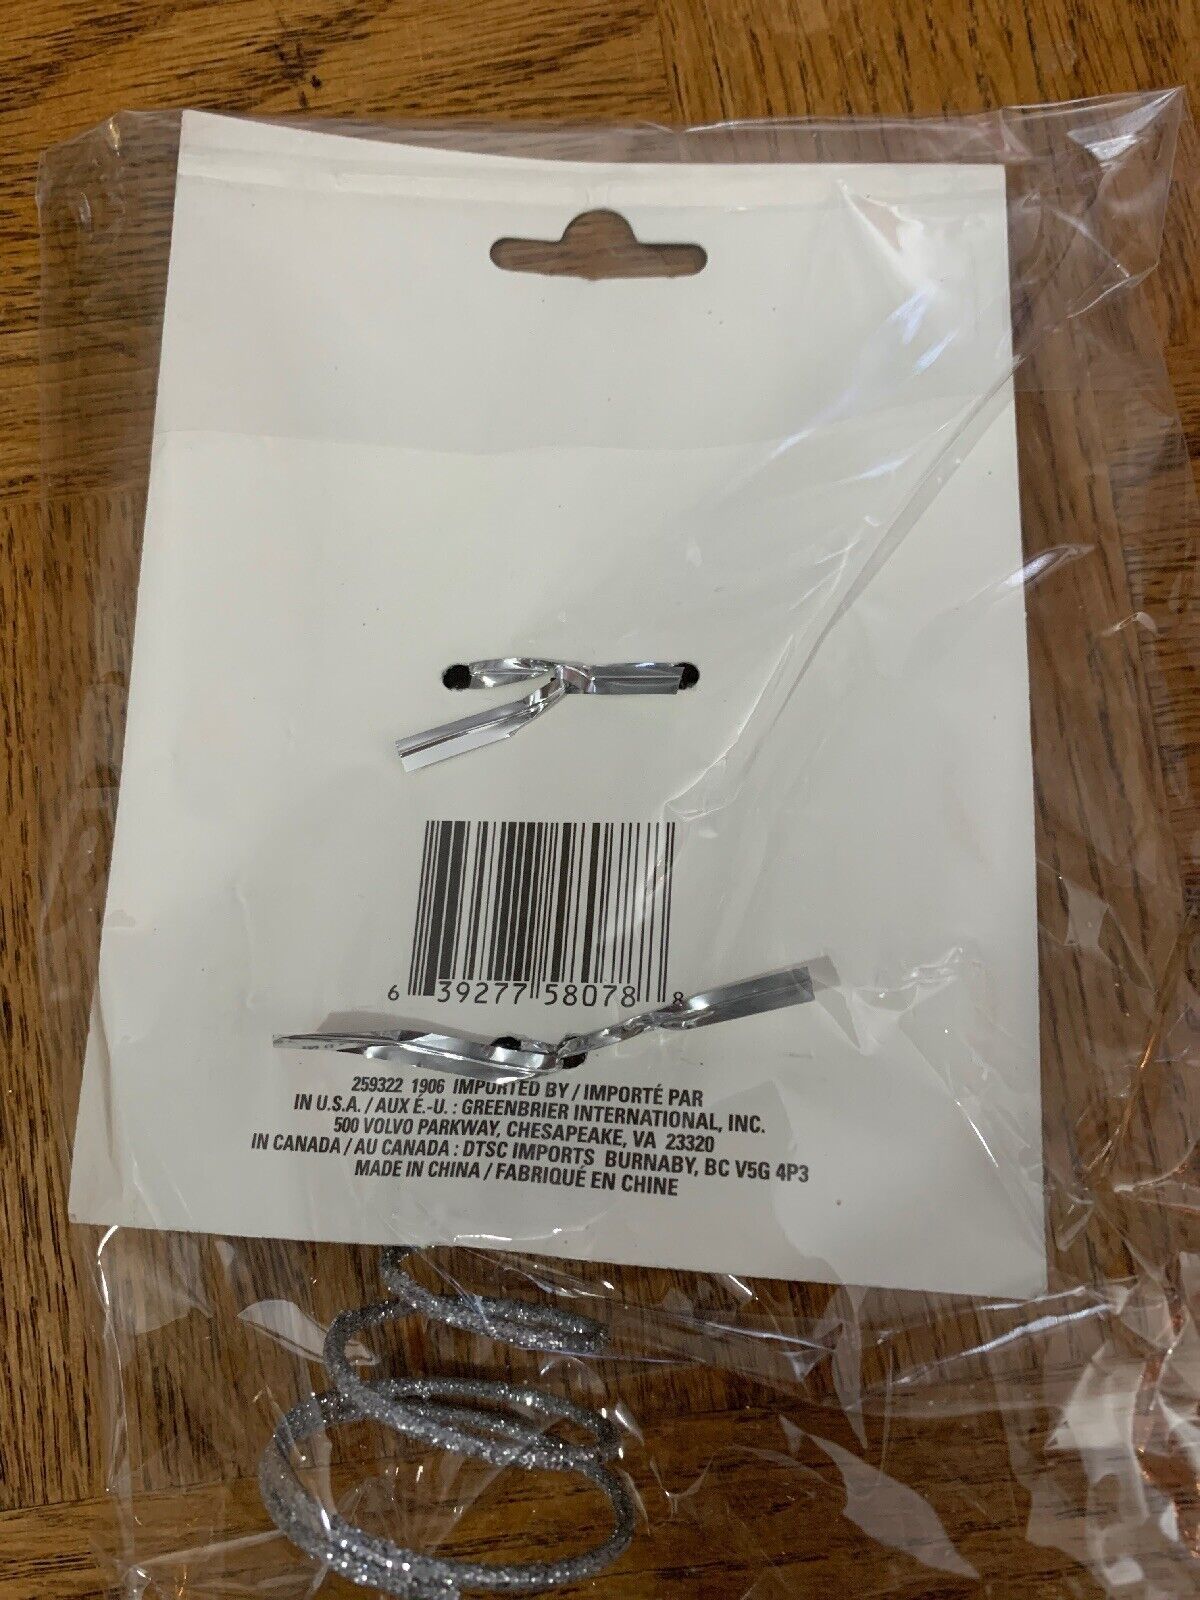 6 39277 58078 8
259322 1906 IMPORTED BY / IMPORTÉ PAR
IN U.S.A. / AUX É.-U. : GREENBRIER INTERNATIONAL, INC.
500 VOLVO PARKWAY, CHESAPEAKE, VA 23320
IN CANADA / AU CANADA : DTSC IMPORTS BURNABY, BC V5G 4P3
MADE IN CHINA / FABRIQUÉ EN CHINE